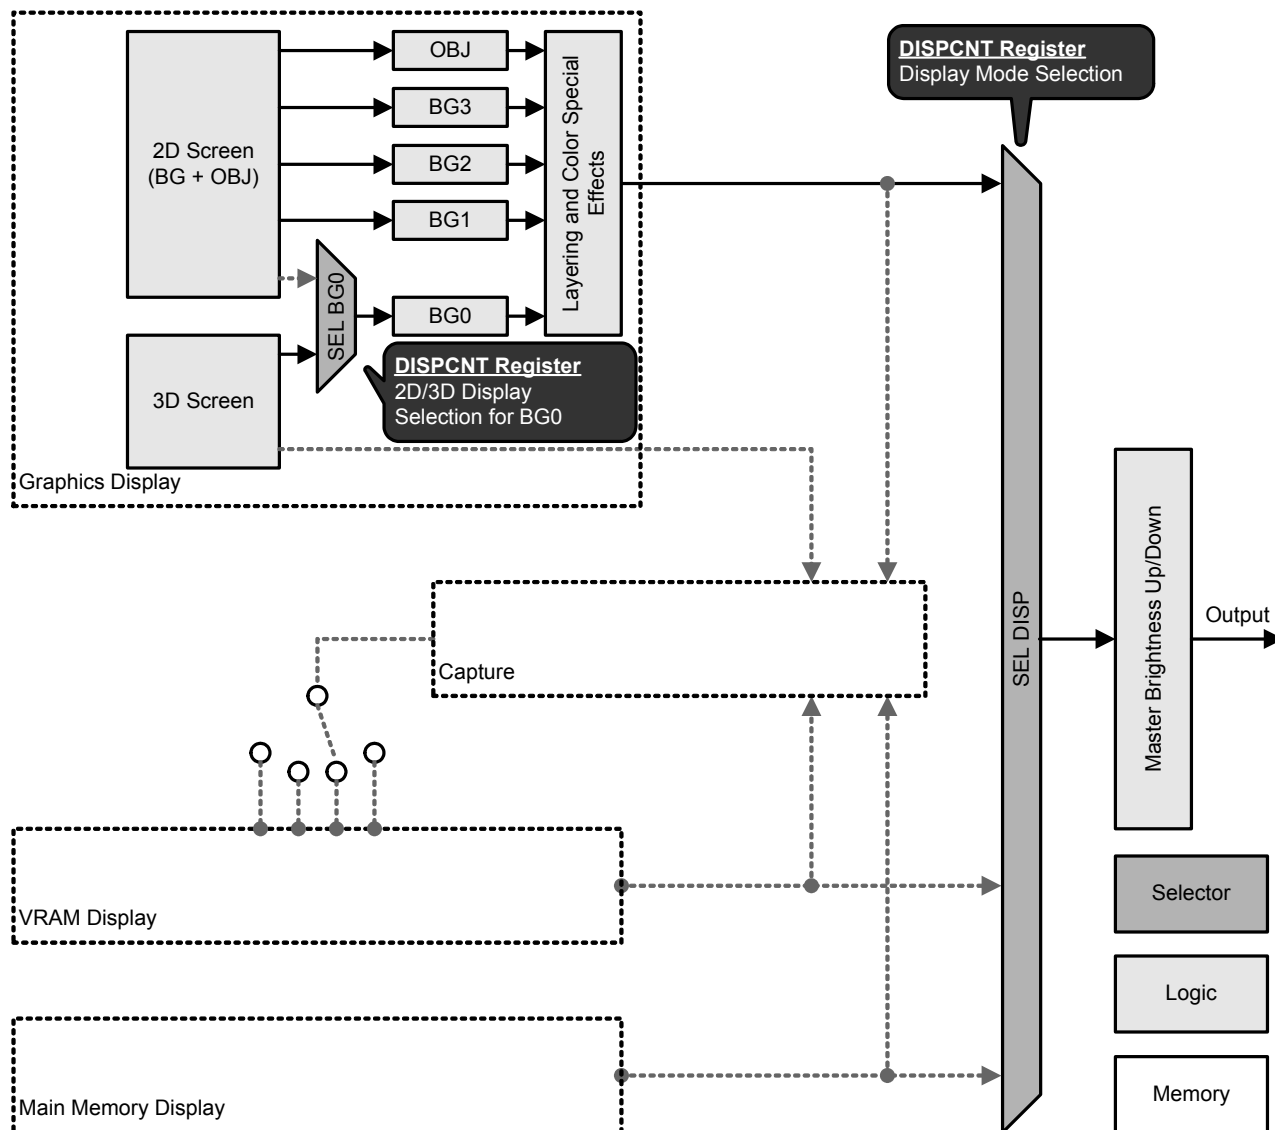 2D Screen
(BG + OBJ)
OBJ
BG3
BG2
BG1
BG0
SEL BG0
Layering and Color Special
Effects
3D Screen
DISPCNT Register
2D/3D Display
Selection for BG0
Graphics Display
DISPCNT Register
Display Mode Selection
Capture
SEL DISP
Master Brightness Up/Down
Output
VRAM Display
Main Memory Display
Selector
Logic
Memory